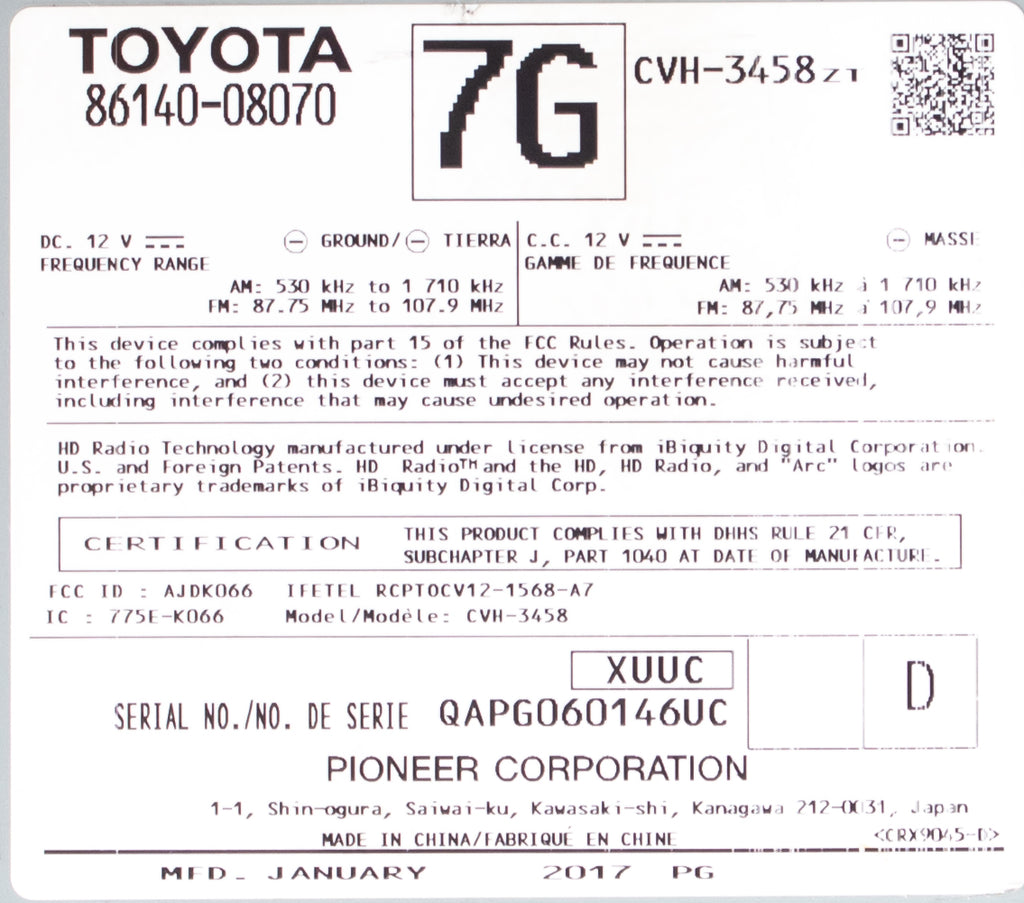 TOYOTA
86140-08070
7G
CVH-3458 Z1
DC. 12 V
GROUND/ TIERRA
FREQUENCY RANGE
AM: 530 kHz to 1 710 kHz
FM: 87.75 MHz to 107.9 MHz
C.C. 12 V
MASSE
GAMME DE FREQUENCE
AM: 530 kHz à 1 710 kHz
FM: 87,75 MHz à 107,9 MHz
This device complies with part 15 of the FCC Rules. Operation is subject
to the following two conditions: (1) This device may not cause harmful
interference, and (2) this device must accept any interference received,
including interference that may cause undesired operation.
HD Radio Technology manufactured under license from iBiquity Digital Corporation.
U.S. and Foreign Patents. HD Radio™ and the HD, HD Radio, and "Arc" logos are
proprietary trademarks of iBiquity Digital Corp.
CERTIFICATION
THIS PRODUCT COMPLIES WITH DHHS RULE 21 CFR,
SUBCHAPTER J, PART 1040 AT DATE OF MANUFACTURE.
FCC ID : AJDK066 IFETEL RCPTOCV12-1568-A7
IC : 775E-K066 Model/Modèle: CVH-3458
XUUC
D
SERIAL NO./NO. DE SERIE QAPG060146UC
PIONEER CORPORATION
1-1, Shin-ogura, Saiwai-ku, Kawasaki-shi, Kanagawa 212-0031, Japan
MADE IN CHINA/FABRIQUÉ EN CHINE
<CRX9045-D>
MFD. JANUARY 2017 PG